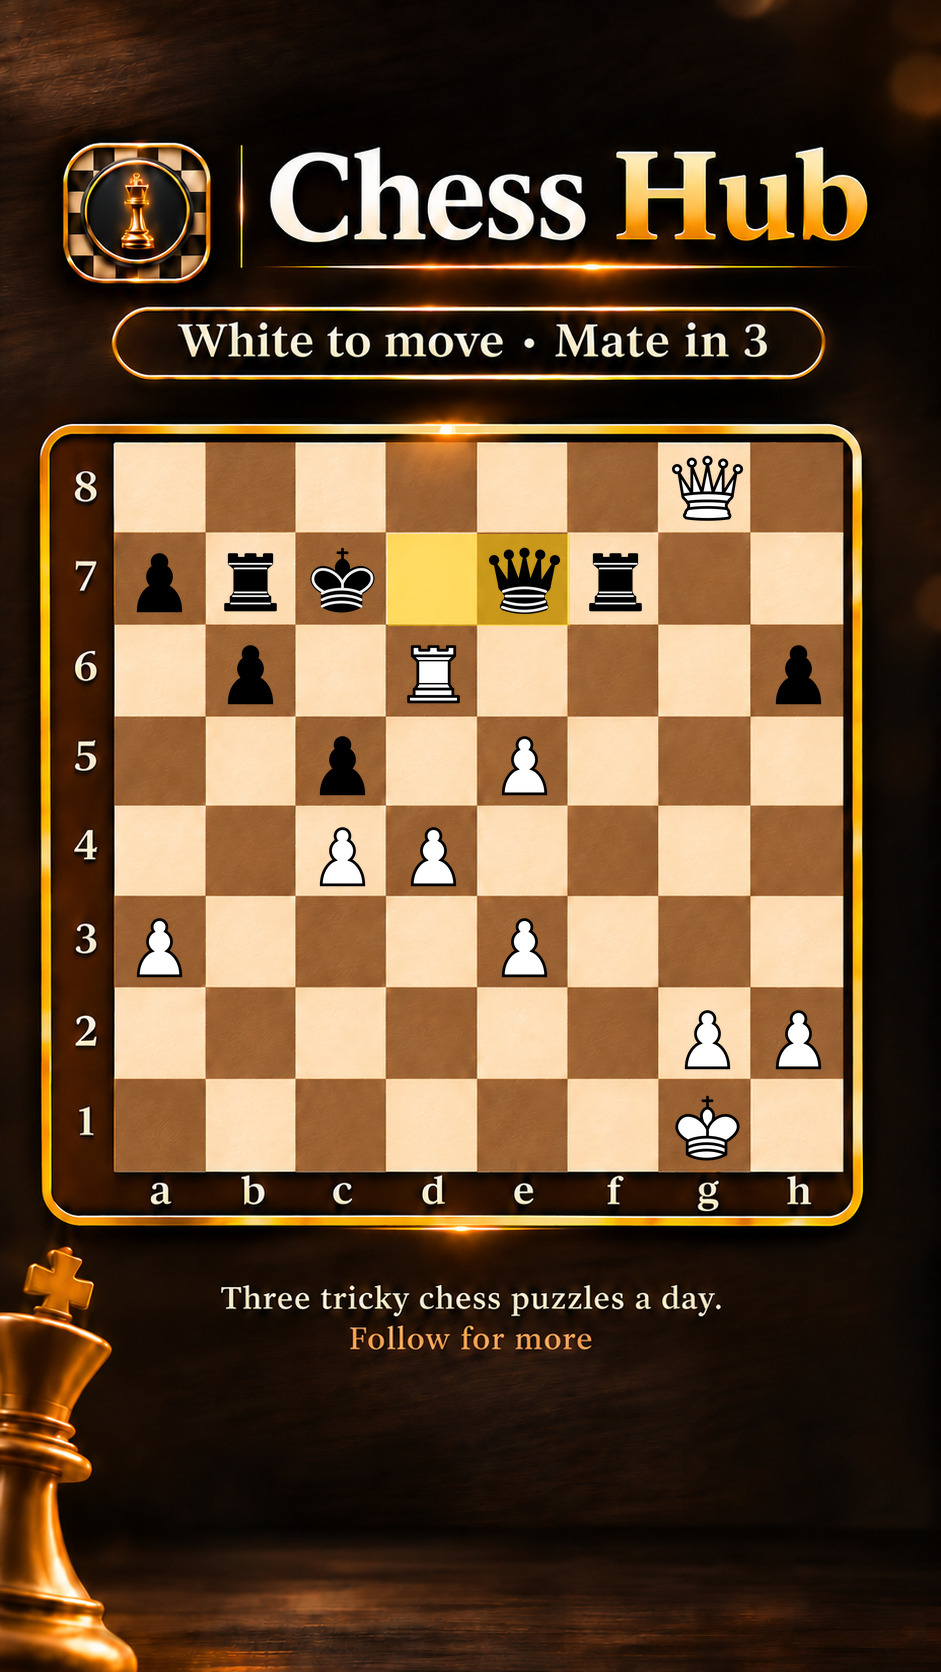 Chess Hub
White to move • Mate in 3
8
7
6
5
4
3
2
1
a b c d e f g h
Three tricky chess puzzles a day.
Follow for more